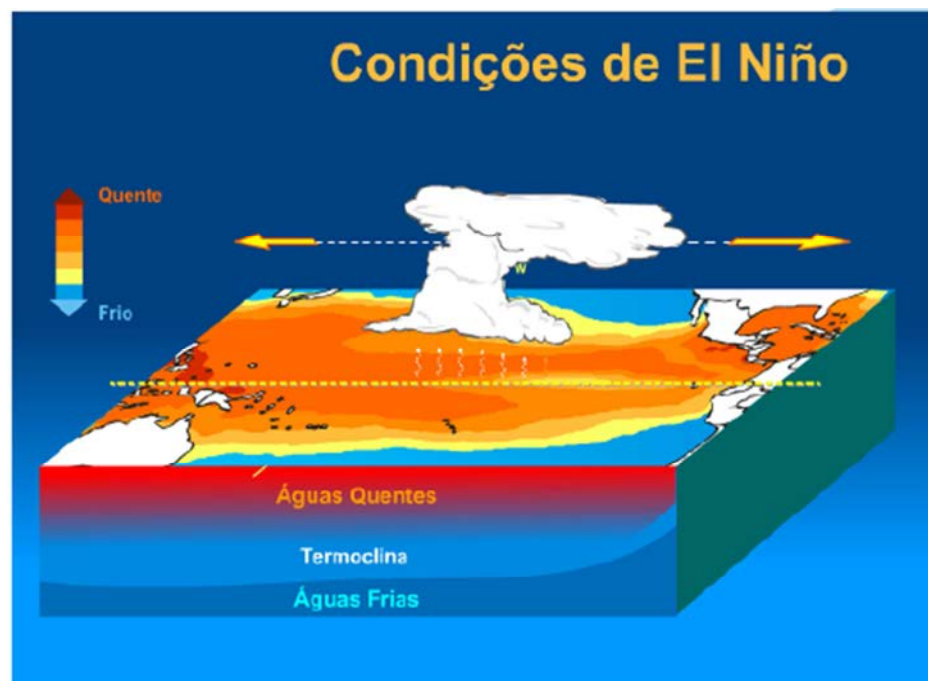 Condições de El Niño
Quente
W
Frio
Águas Quentes
Termoclina
Águas Frias